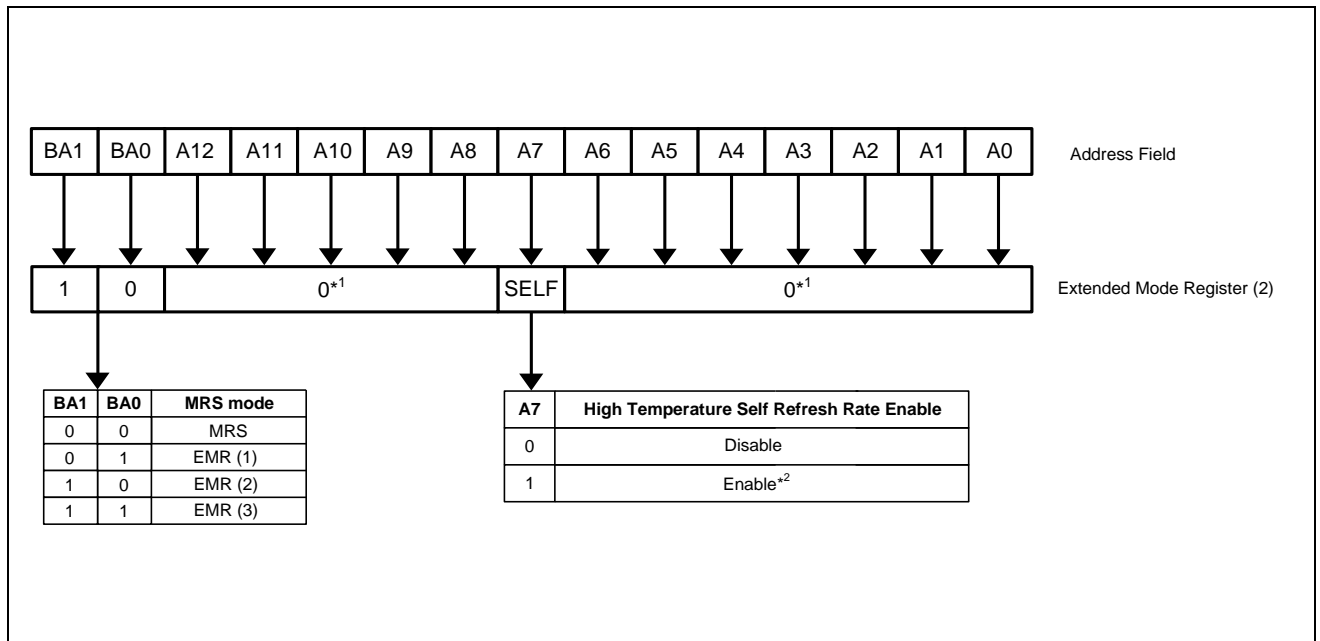 BA1 BA0 A12 A11 A10 A9 A8 A7 A6 A5 A4 A3 A2 A1 A0 Address Field
1 0 0*1 SELF 0*1 Extended Mode Register (2)
BA1 BA0 MRS mode
0 0 MRS
0 1 EMR (1)
1 0 EMR (2)
1 1 EMR (3)
A7 High Temperature Self Refresh Rate Enable
0 Disable
1 Enable*2